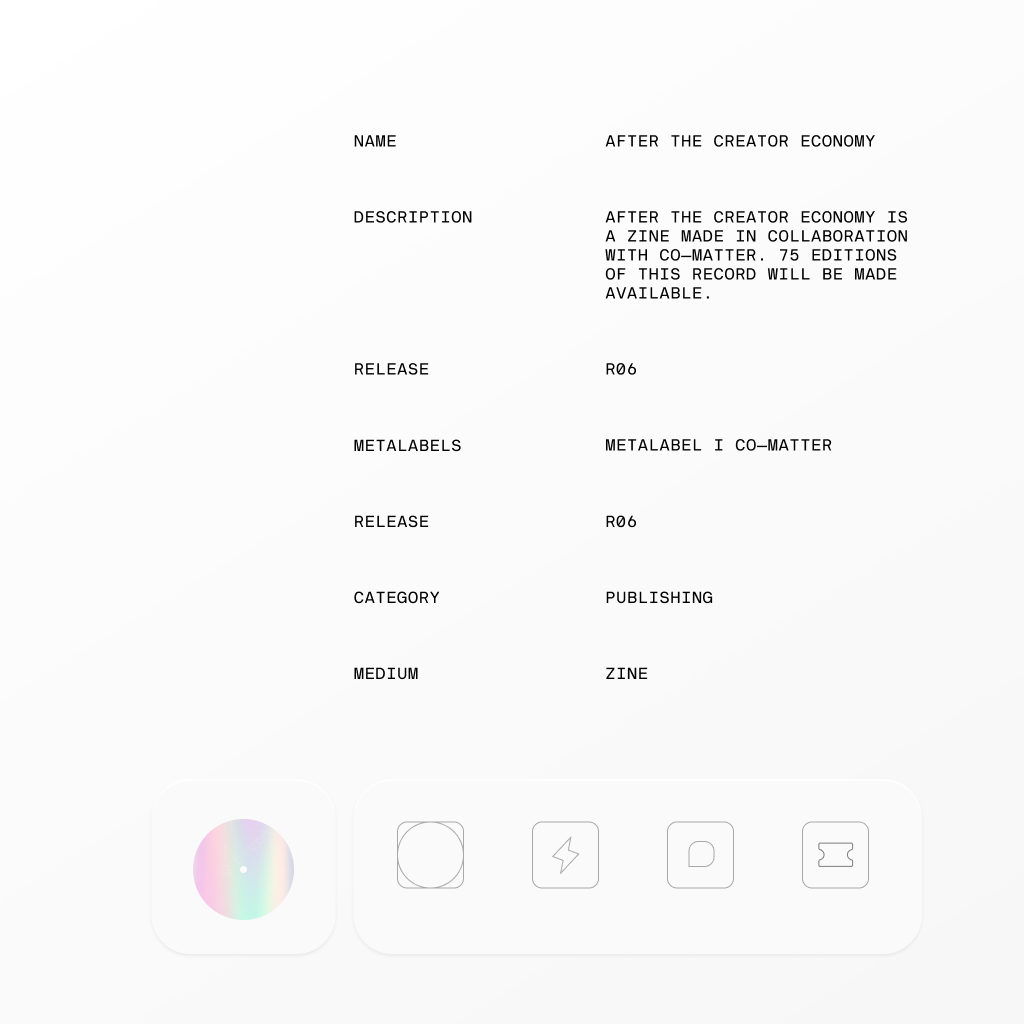 NAME AFTER THE CREATOR ECONOMY
DESCRIPTION AFTER THE CREATOR ECONOMY IS
A ZINE MADE IN COLLABORATION
WITH CO—MATTER. 75 EDITIONS
OF THIS RECORD WILL BE MADE
AVAILABLE.
RELEASE R06
METALABELS METALABEL I CO—MATTER
RELEASE R06
CATEGORY PUBLISHING
MEDIUM ZINE